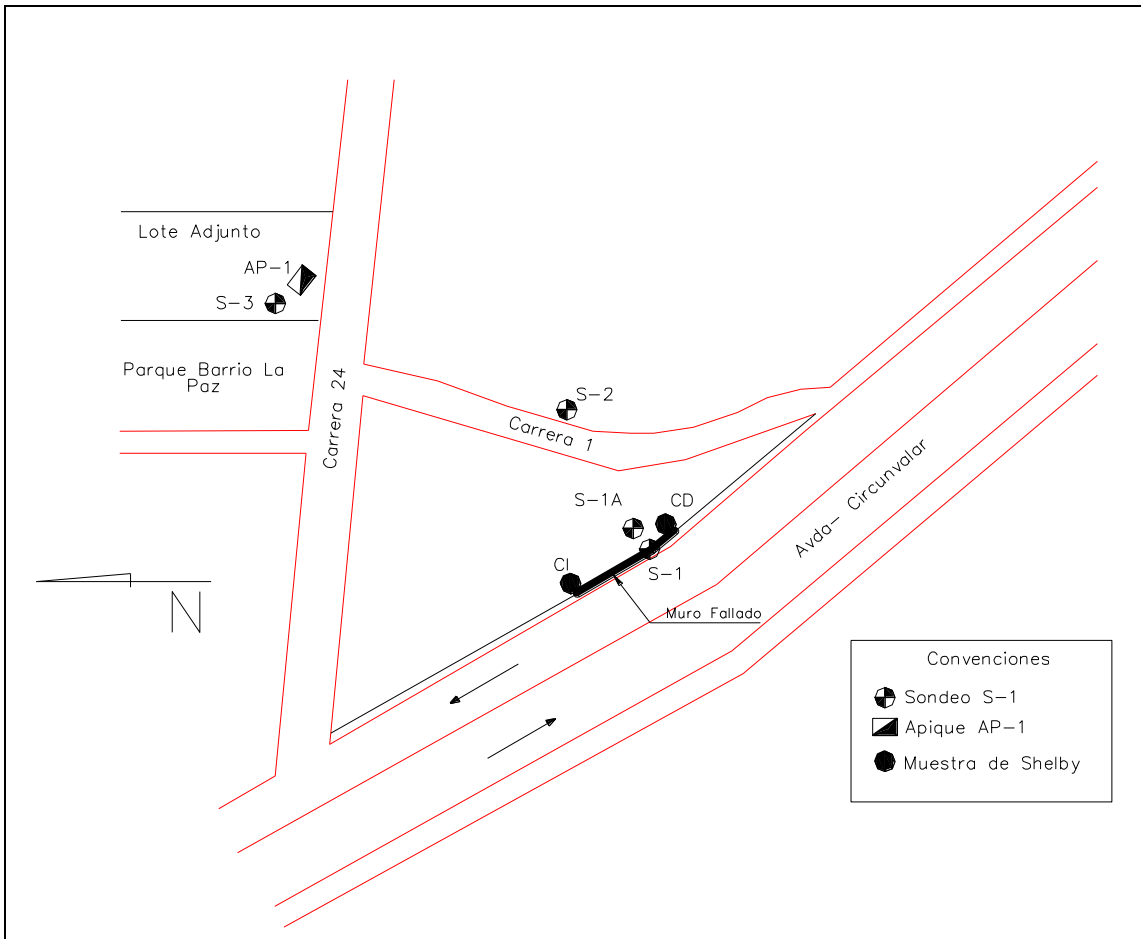 Lote Adjunto
AP-1
S-3
Parque Barrio La
Paz
Carrera 24
S-2
Carrera 1
S-1A
CD
CI
S-1
Muro Fallado
Avda- Circunvalar
N
Convenciones
Sondeo S-1
Apique AP-1
Muestra de Shelby